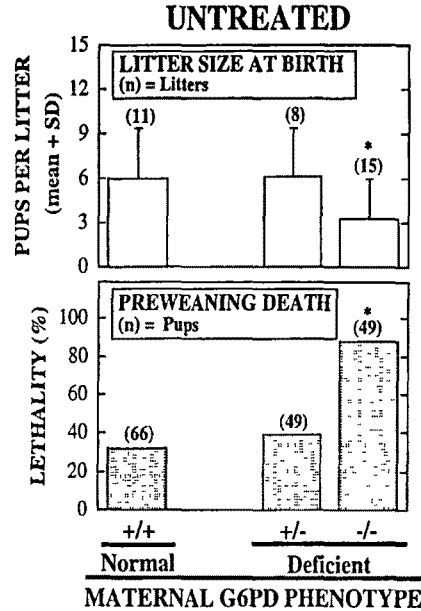 UNTREATED
PUPS PER LITTER
(mean + SD)
15
12
9
6
3
0
LITTER SIZE AT BIRTH
(n) = Litters
(11)
(8)
*
(15)
LETHALITY (%)
100
80
60
40
20
0
PREWEANING DEATH
(n) = Pups
(66)
(49)
*
(49)
+/+
+/-
-/-
Normal
Deficient
MATERNAL G6PD PHENOTYPE